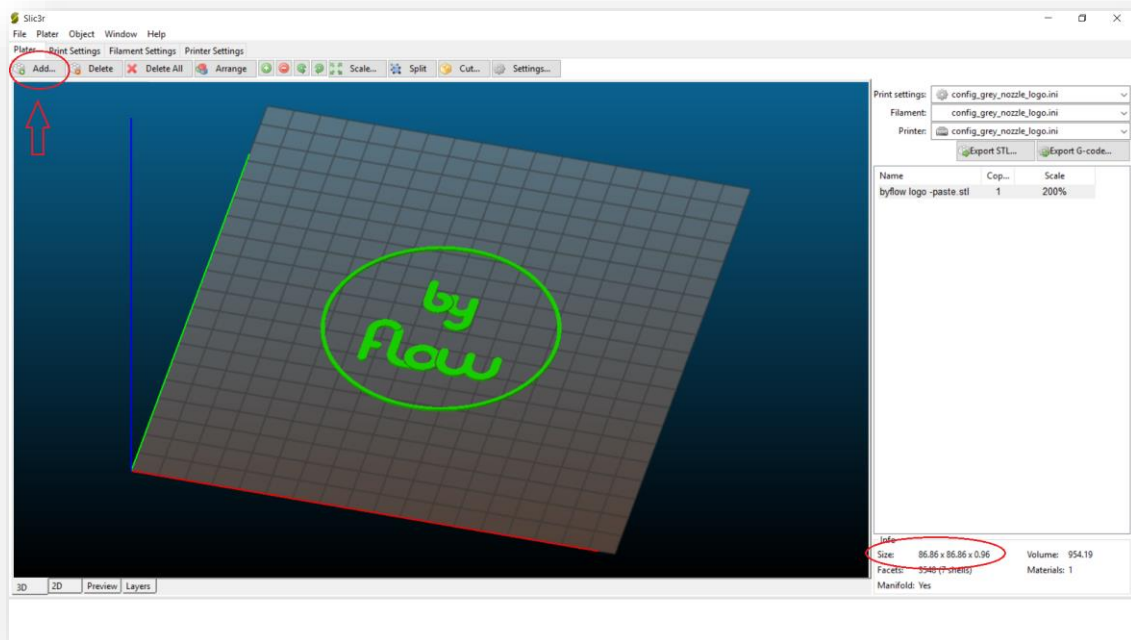 Slic3r
File Plater Object Window Help
Plater Print Settings Filament Settings Printer Settings
Add... Delete Delete All Arrange Scale... Split Cut... Settings...
Print settings: config_grey_nozzle_logo.ini
Filament: config_grey_nozzle_logo.ini
Printer: config_grey_nozzle_logo.ini
Export STL... Export G-code...
Name Cop... Scale
byflow logo -paste.stl 1 200%
by
flow
Info
Size: 86.86 x 86.86 x 0.96 Volume: 954.19
Facets: 3548 (7 shells) Materials: 1
Manifold: Yes
3D 2D Preview Layers